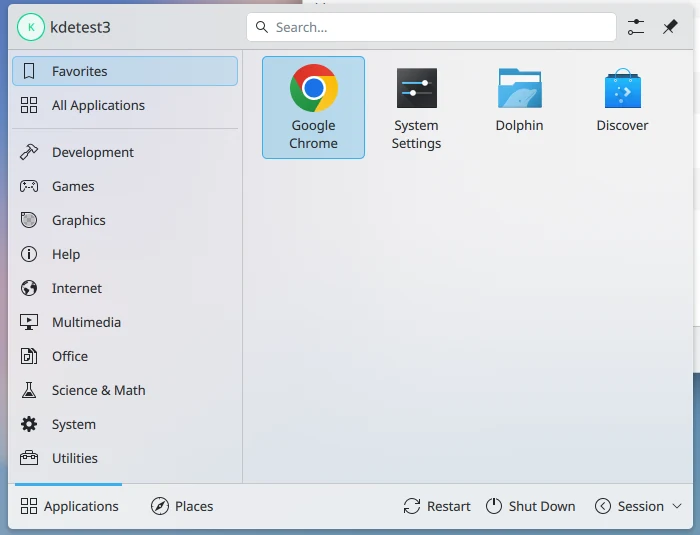 K
kdetest3
Search...
Favorites
All Applications
Development
Games
Graphics
Help
Internet
Multimedia
Office
Science & Math
System
Utilities
Google
Chrome
System
Settings
Dolphin
Discover
Applications
Places
Restart
Shut Down
Session